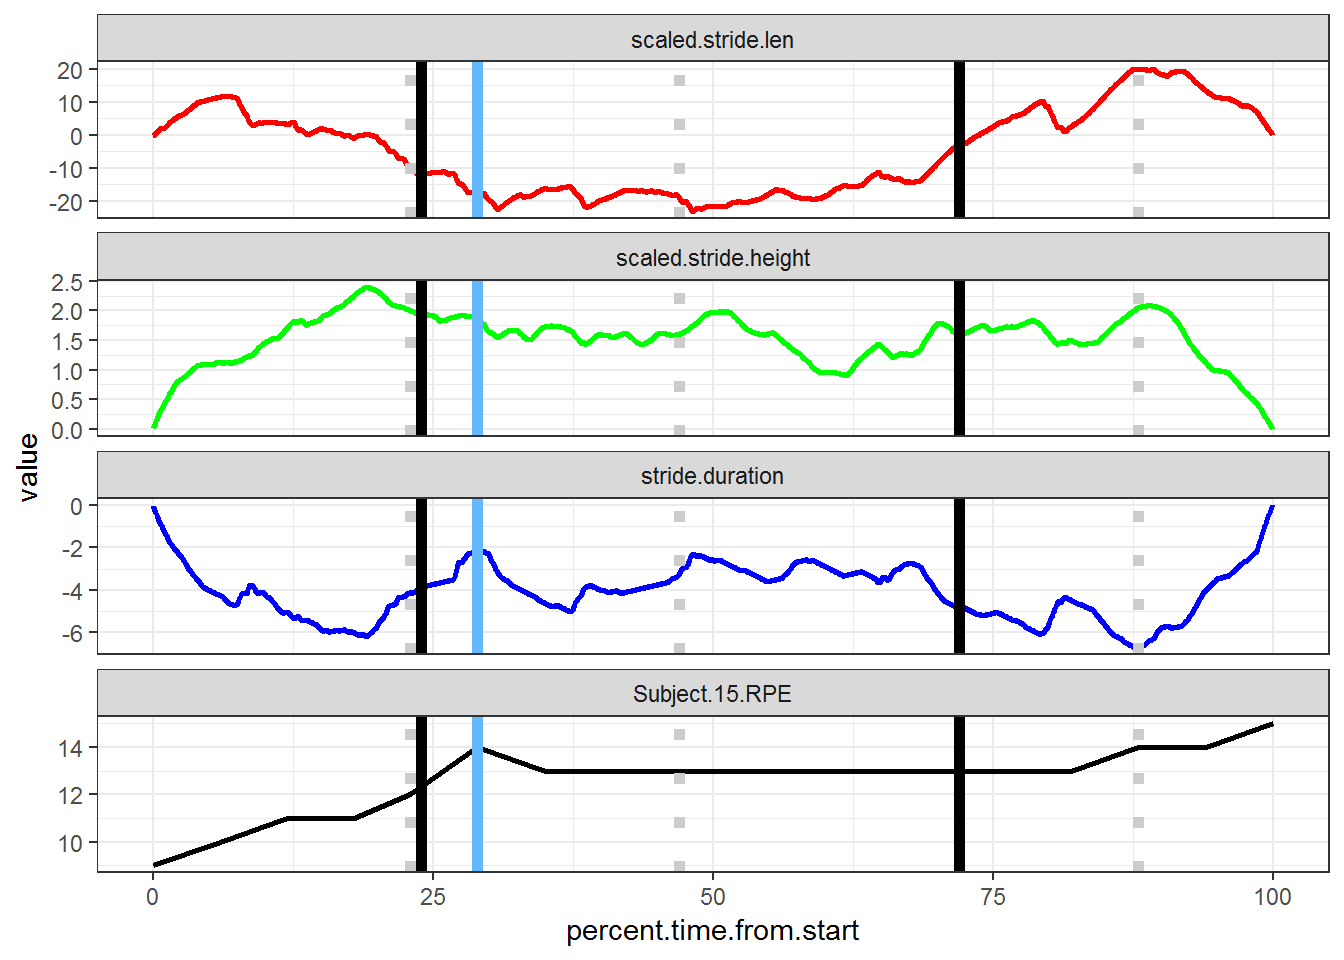 scaled.stride.len
20
10
0
-10
-20
scaled.stride.height
2.5
2.0
1.5
1.0
0.5
0.0
value
stride.duration
0
-2
-4
-6
Subject.15.RPE
14
12
10
0 25 50 75 100
percent.time.from.start